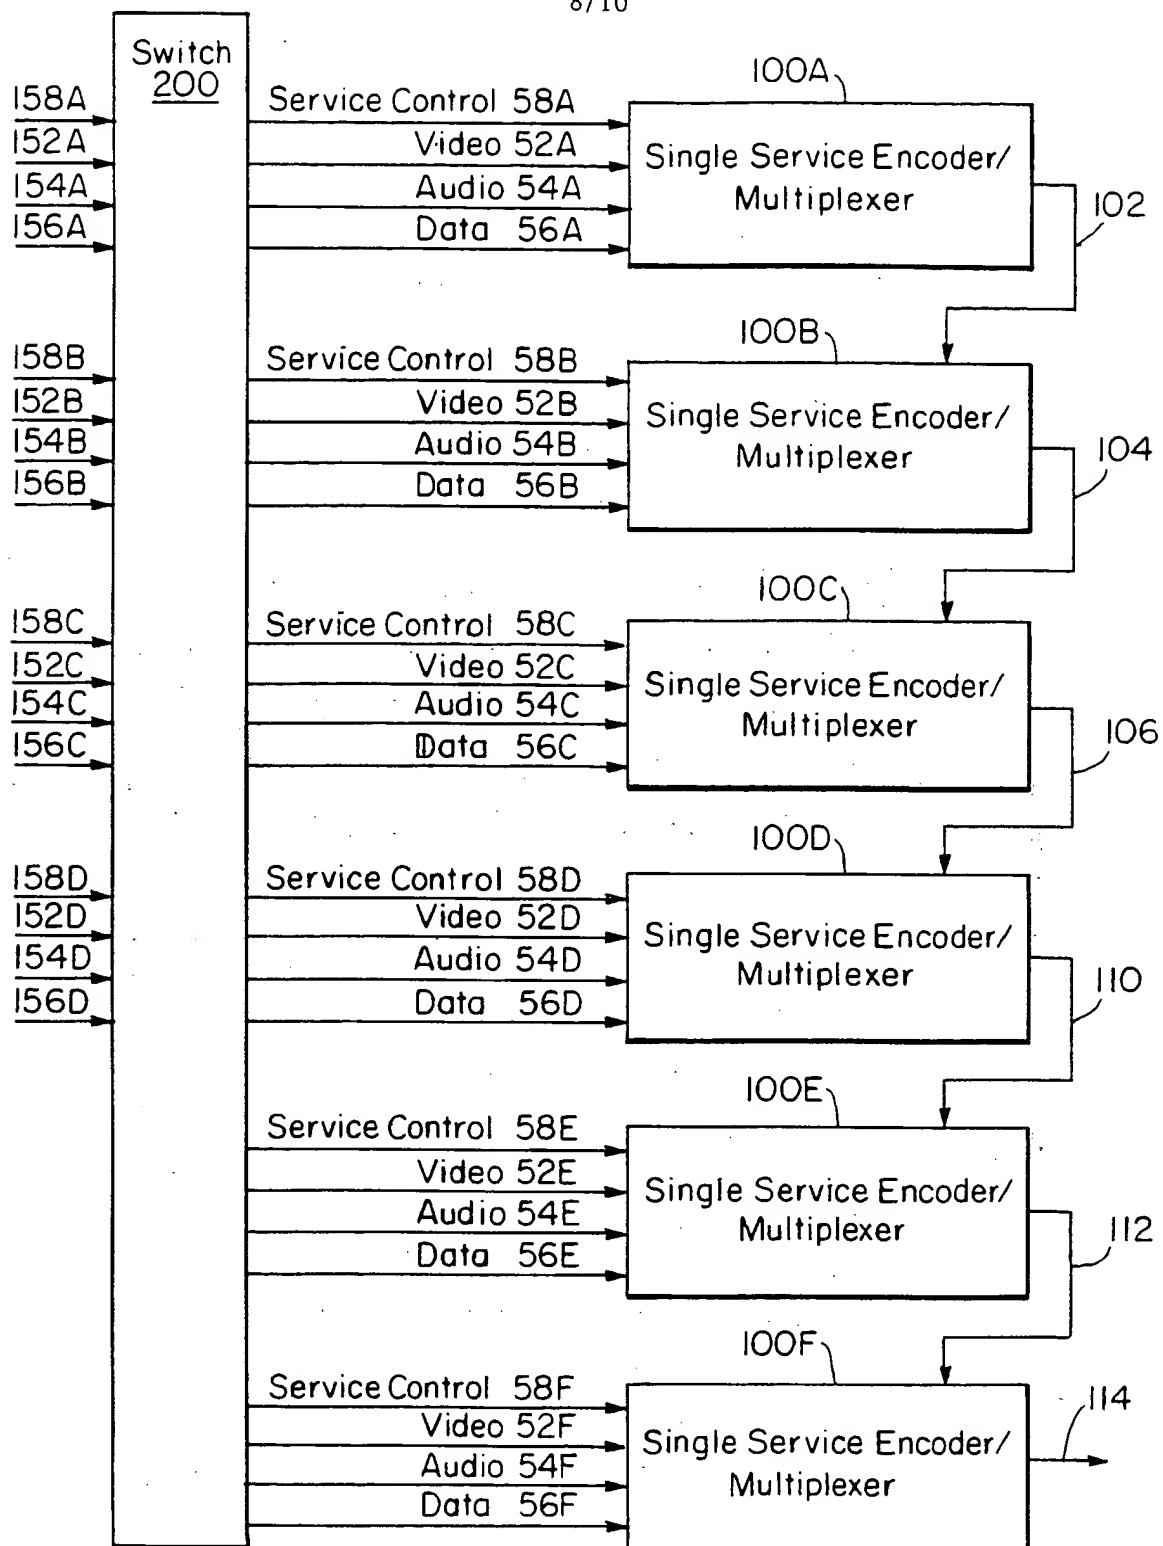 8/10
Switch
200
158A
152A
154A
156A
Service Control 58A
Video 52A
Audio 54A
Data 56A
100A
Single Service Encoder/
Multiplexer
102
158B
152B
154B
156B
Service Control 58B
Video 52B
Audio 54B
Data 56B
100B
Single Service Encoder/
Multiplexer
104
158C
152C
154C
156C
Service Control 58C
Video 52C
Audio 54C
Data 56C
100C
Single Service Encoder/
Multiplexer
106
158D
152D
154D
156D
Service Control 58D
Video 52D
Audio 54D
Data 56D
100D
Single Service Encoder/
Multiplexer
110
Service Control 58E
Video 52E
Audio 54E
Data 56E
100E
Single Service Encoder/
Multiplexer
112
Service Control 58F
Video 52F
Audio 54F
Data 56F
100F
Single Service Encoder/
Multiplexer
114